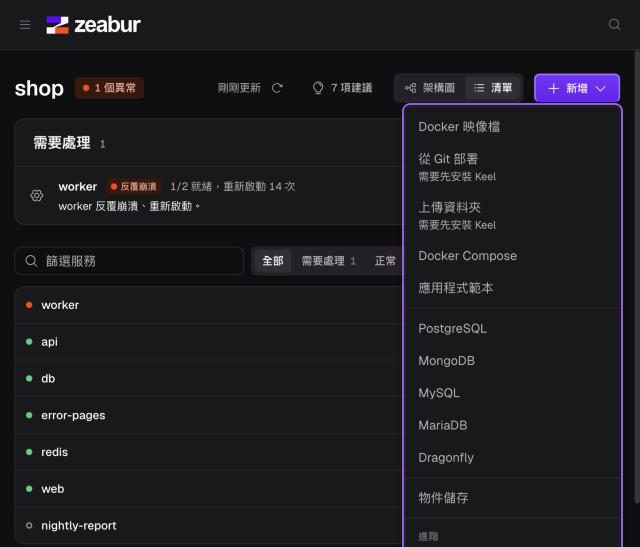 zeabur
shop
1 個異常
剛剛更新
7 項建議
架構圖
清單
新增
需要處理 1
worker 反覆崩潰 1/2 就緒，重新啟動 14 次
worker 反覆崩潰、重新啟動。
篩選服務
全部
需要處理 1
正常
worker
api
db
error-pages
redis
web
nightly-report
Docker 映像檔
從 Git 部署
需要先安裝 Keel
上傳資料夾
需要先安裝 Keel
Docker Compose
應用程式範本
PostgreSQL
MongoDB
MySQL
MariaDB
Dragonfly
物件儲存
進階